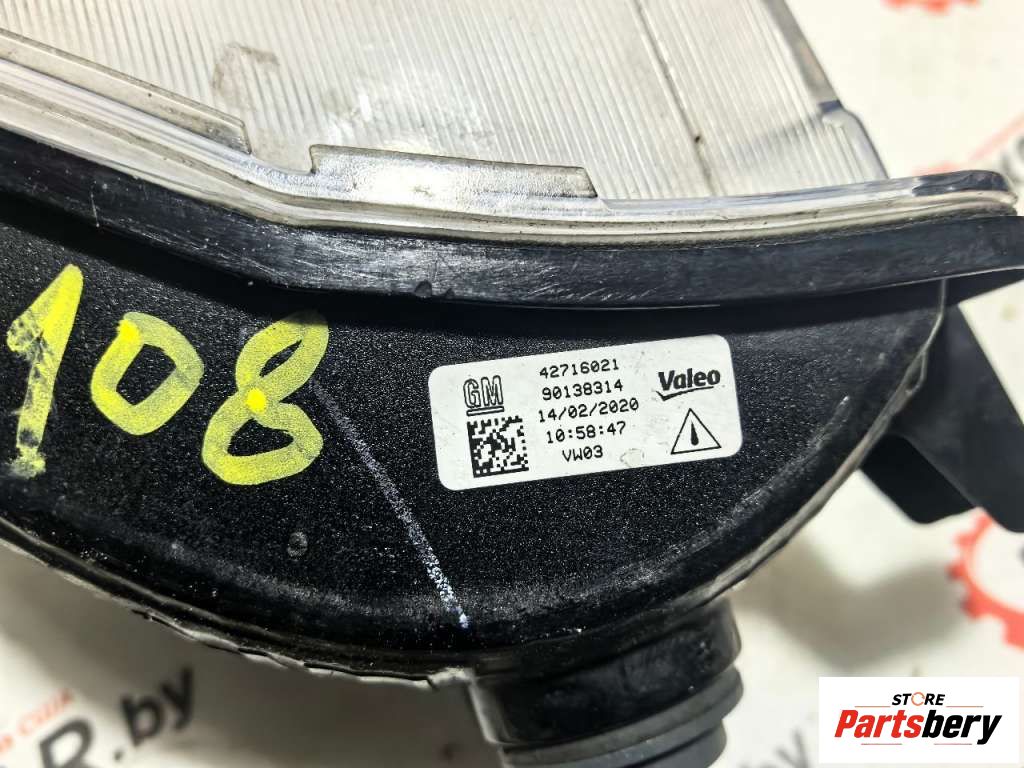 108
GM
42716021
90138314
14/02/2020
10:58:47
VW03
Valeo
R.by
STORE
Partsbery